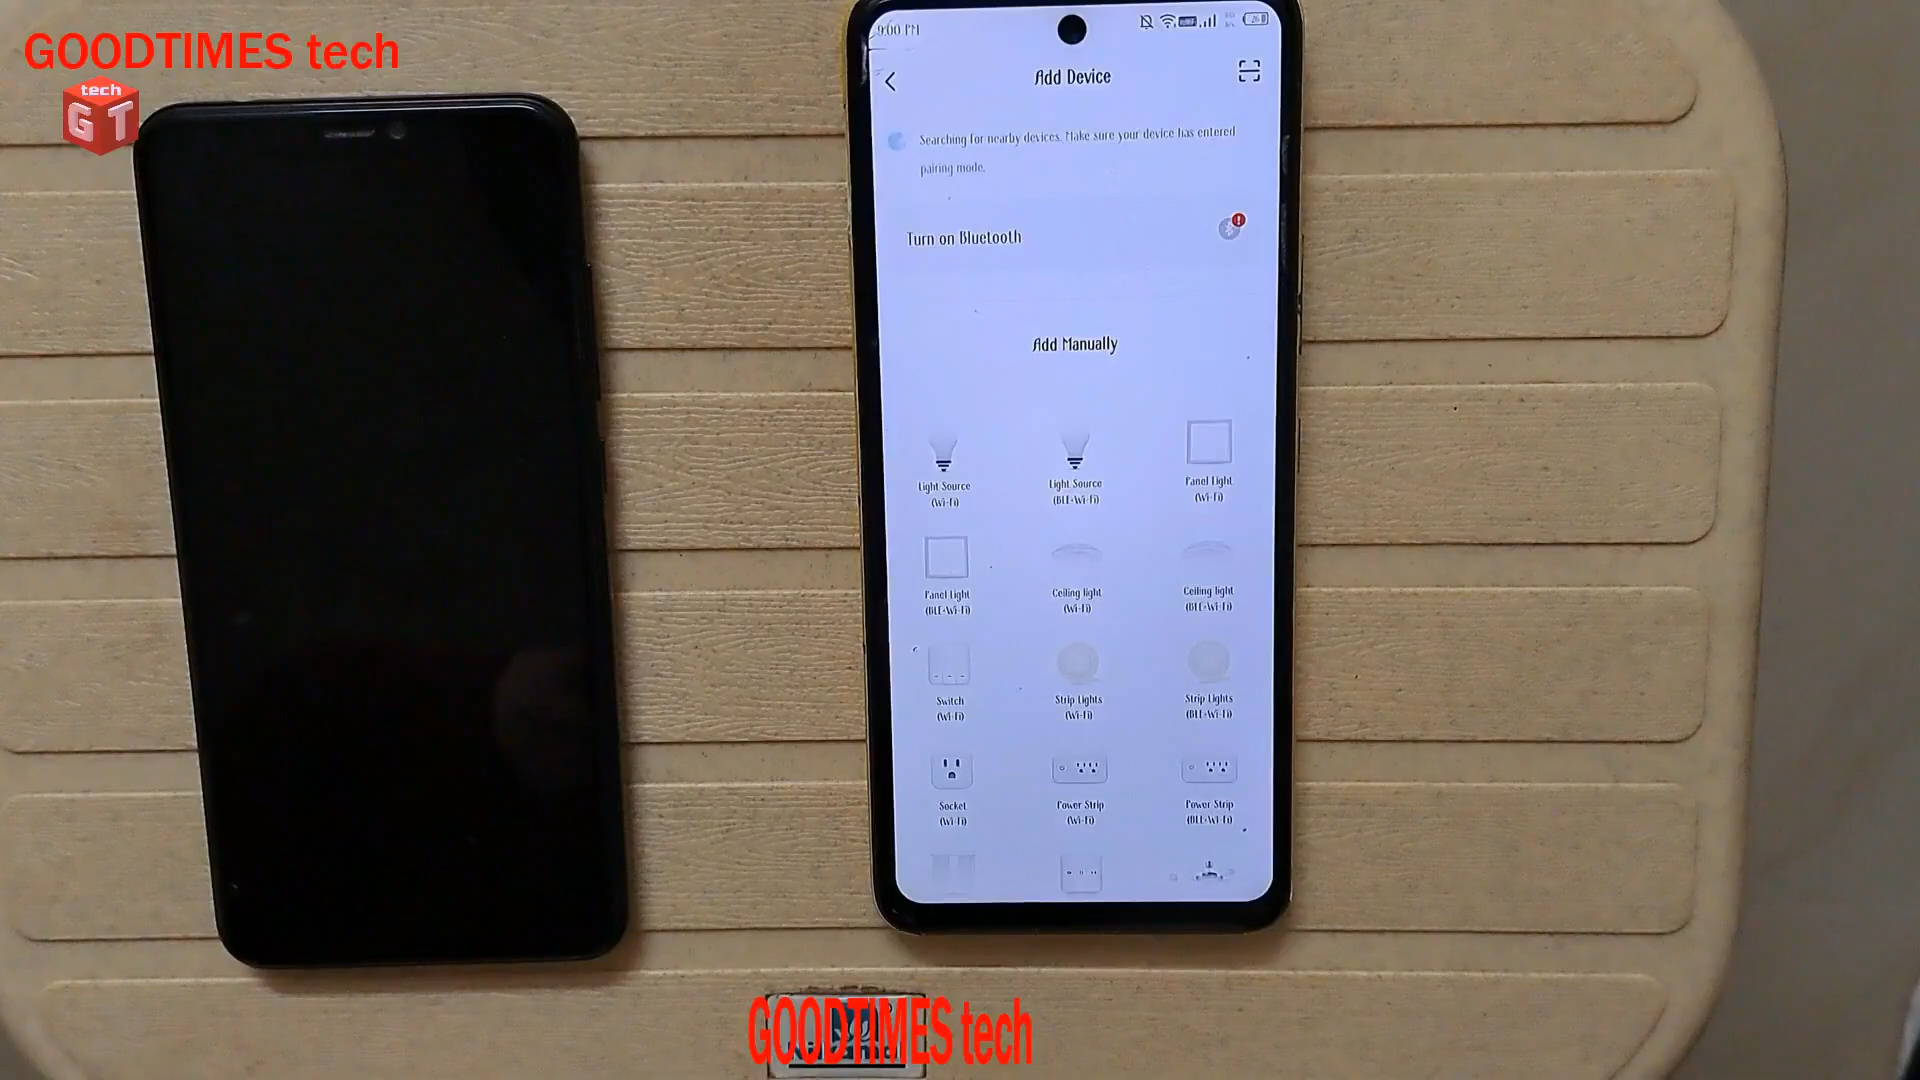 GOODTIMES tech
tech
GT
9:00 PM
26
Add Device
Searching for nearby devices. Make sure your device has entered
pairing mode.
Turn on Bluetooth
Add Manually
Light Source
(Wi-Fi)
Light Source
(BLE+Wi-Fi)
Panel Light
(Wi-Fi)
Panel Light
(BLE+Wi-Fi)
Ceiling light
(Wi-Fi)
Ceiling light
(BLE+Wi-Fi)
Switch
(Wi-Fi)
Strip Lights
(Wi-Fi)
Strip Lights
(BLE+Wi-Fi)
Socket
(Wi-Fi)
Power Strip
(Wi-Fi)
Power Strip
(BLE+Wi-Fi)
GOODTIMES tech